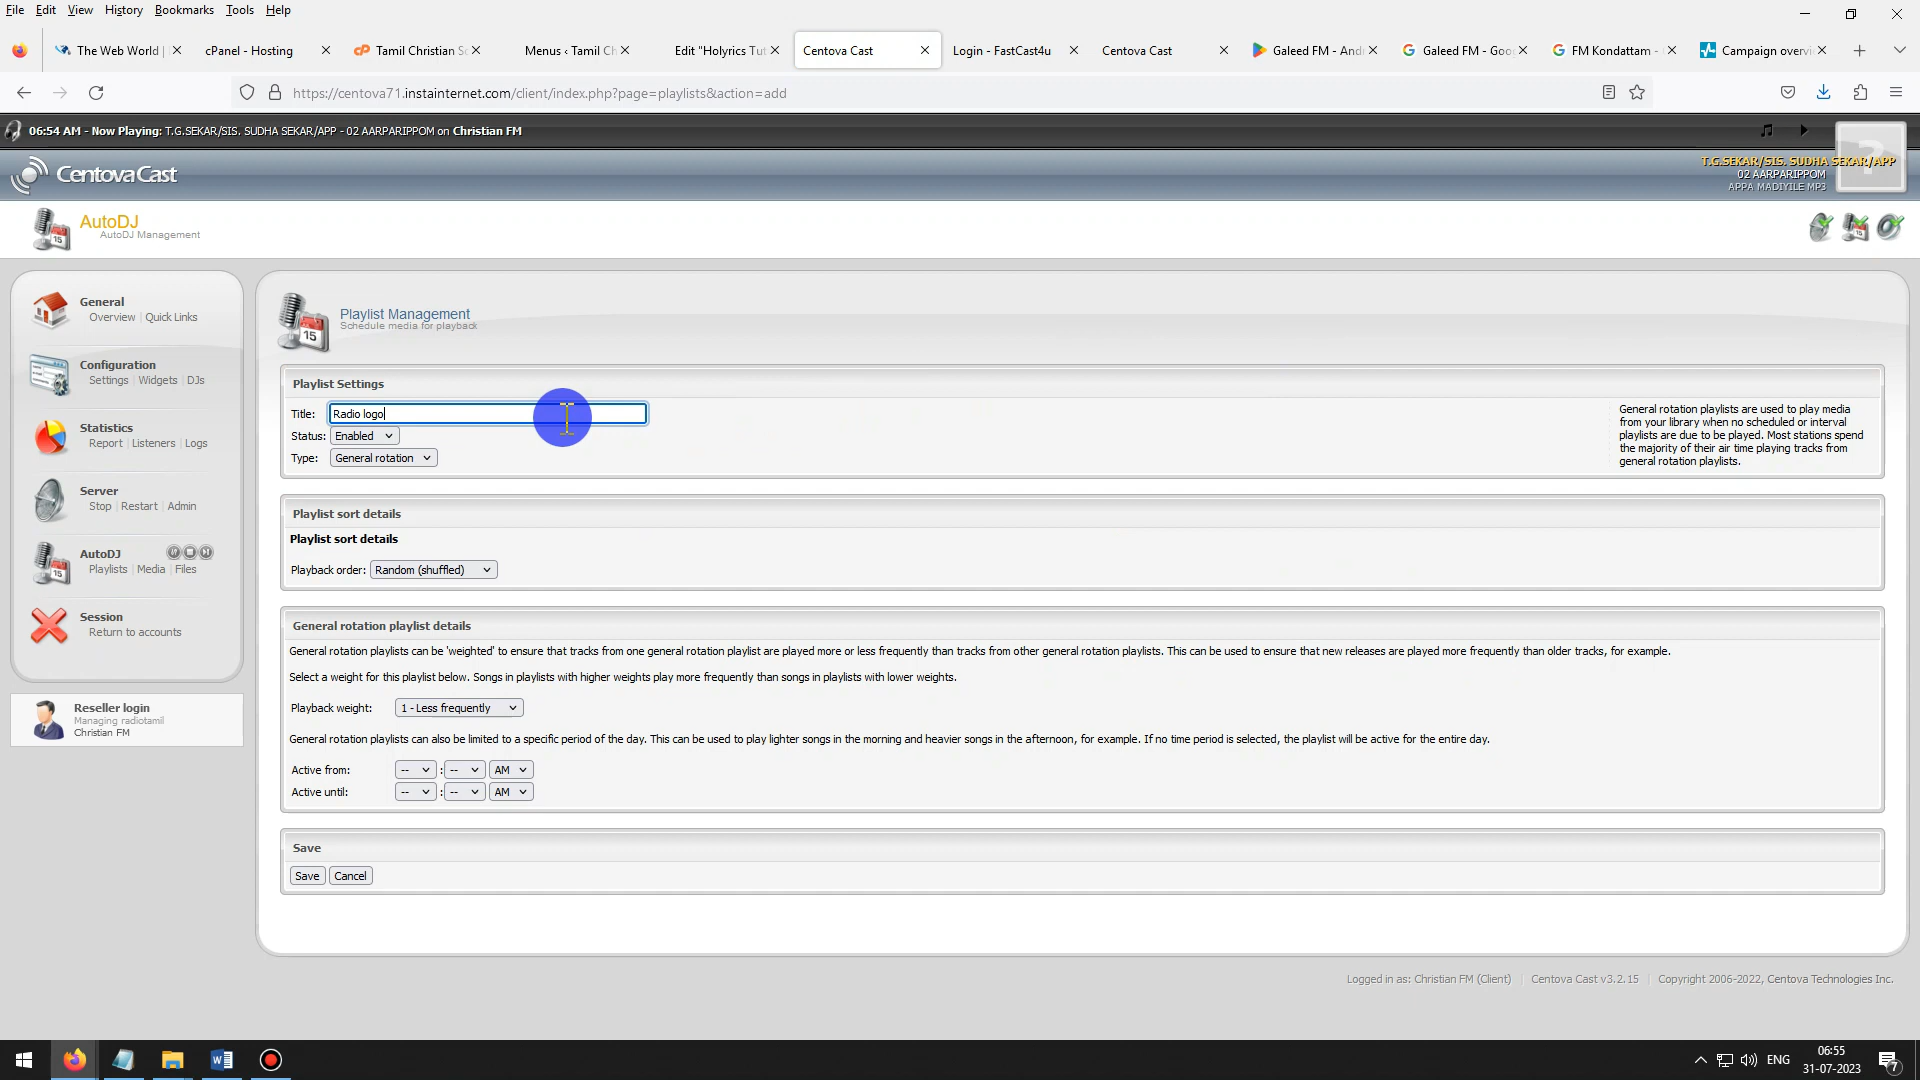 File Edit View History Bookmarks Tools Help
The Web World |
cPanel - Hosting
Tamil Christian So
Menus ‹ Tamil Ch
Edit "Holyrics Tut
Centova Cast
Login - FastCast4u
Centova Cast
Galeed FM - And
Galeed FM - Goo
FM Kondattam -
Campaign overvi
https://centova71.instainternet.com/client/index.php?page=playlists&action=add
06:54 AM - Now Playing: T.G.SEKAR/SIS. SUDHA SEKAR/APP - 02 AARPARIPPOM on Christian FM
CentovaCast
T.G.SEKAR/SIS. SUDHA SEKAR/APP
02 AARPARIPPOM
APPA MADIYILE MP3
AutoDJ
AutoDJ Management
General
Overview | Quick Links
Configuration
Settings | Widgets | DJs
Statistics
Report | Listeners | Logs
Server
Stop | Restart | Admin
AutoDJ
Playlists | Media | Files
Session
Return to accounts
Reseller login
Managing radiotamil
Christian FM
15
Playlist Management
Schedule media for playback
Playlist Settings
Title: Radio logo
Status: Enabled
Type: General rotation
General rotation playlists are used to play media
from your library when no scheduled or interval
playlists are due to be played. Most stations spend
the majority of their air time playing tracks from
general rotation playlists.
Playlist sort details
Playlist sort details
Playback order: Random (shuffled)
General rotation playlist details
General rotation playlists can be 'weighted' to ensure that tracks from one general rotation playlist are played more or less frequently than tracks from other general rotation playlists. This can be used to ensure that new releases are played more frequently than older tracks, for example.
Select a weight for this playlist below. Songs in playlists with higher weights play more frequently than songs in playlists with lower weights.
Playback weight: 1 - Less frequently
General rotation playlists can also be limited to a specific period of the day. This can be used to play lighter songs in the morning and heavier songs in the afternoon, for example. If no time period is selected, the playlist will be active for the entire day.
Active from: -- : -- AM
Active until: -- : -- AM
Save
Save Cancel
Logged in as: Christian FM (Client) | Centova Cast v3.2.15 | Copyright 2006-2022, Centova Technologies Inc.
ENG
06:55
31-07-2023
7